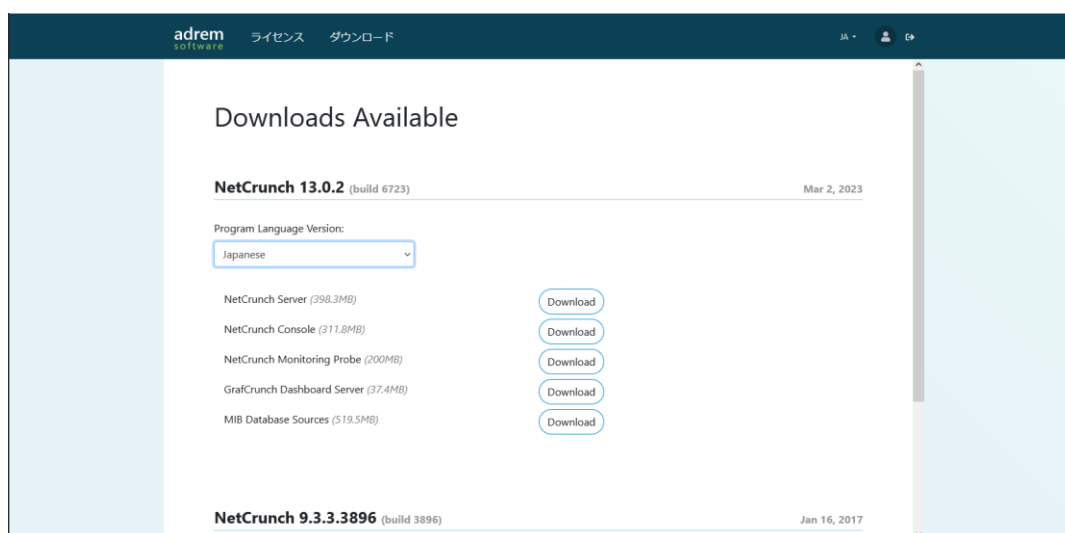 adrem software ライセンス ダウンロード JA
Downloads Available
NetCrunch 13.0.2 (build 6723) Mar 2, 2023
Program Language Version:
Japanese
NetCrunch Server (398.3MB) Download
NetCrunch Console (311.8MB) Download
NetCrunch Monitoring Probe (200MB) Download
GrafCrunch Dashboard Server (37.4MB) Download
MIB Database Sources (519.5MB) Download
NetCrunch 9.3.3.3896 (build 3896) Jan 16, 2017